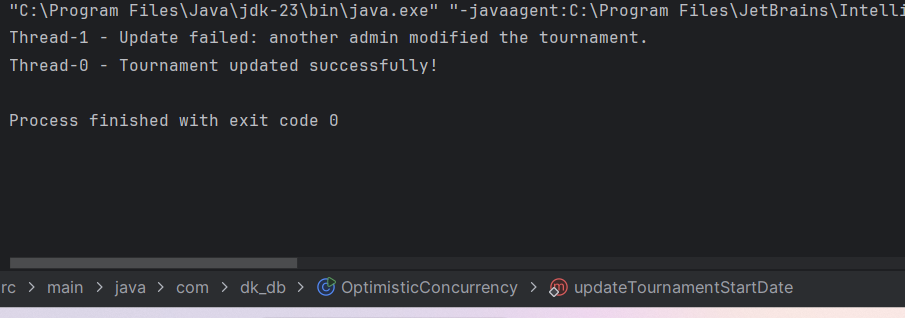 "C:\Program Files\Java\jdk-23\bin\java.exe" "-javaagent:C:\Program Files\JetBrains\Intelli
Thread-1 - Update failed: another admin modified the tournament.
Thread-0 - Tournament updated successfully!
Process finished with exit code 0
rc > main > java > com > dk_db > OptimisticConcurrency > updateTournamentStartDate